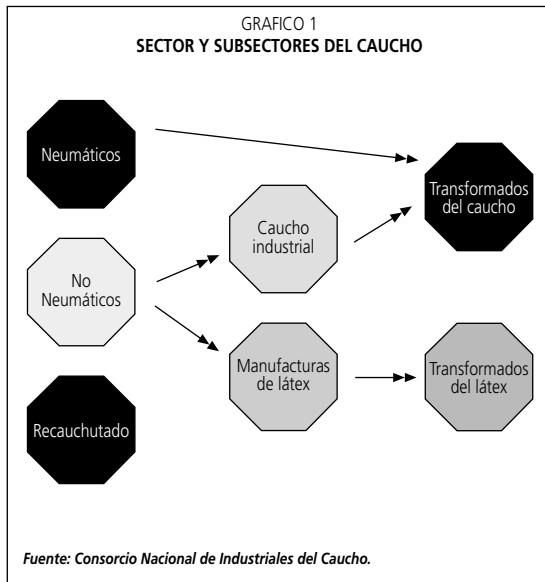 GRAFICO 1
SECTOR Y SUBSECTORES DEL CAUCHO
Neumáticos
Transformados
del caucho
Caucho
industrial
No
Neumáticos
Manufacturas
de látex
Transformados
del látex
Recauchutado
Fuente: Consorcio Nacional de Industriales del Caucho.